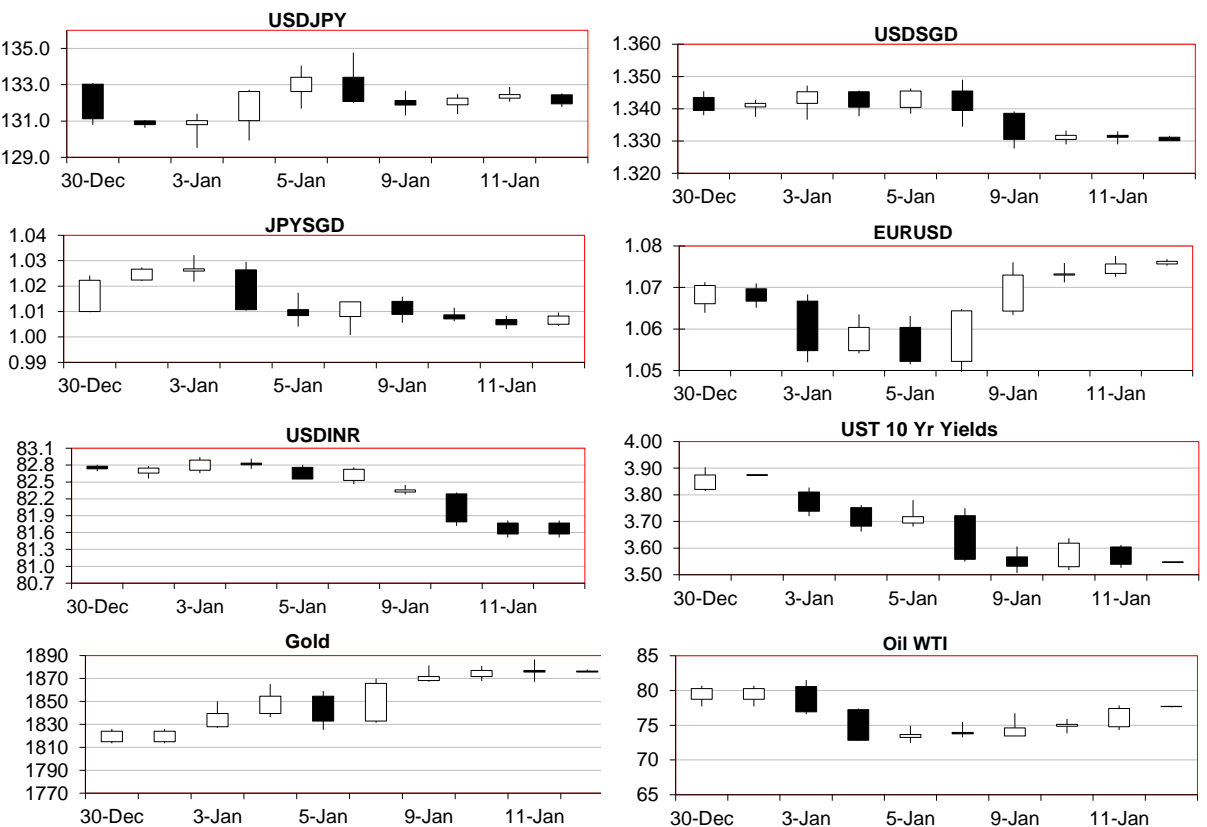 USDJPY
135.0
133.0
131.0
129.0
30-Dec 3-Jan 5-Jan 9-Jan 11-Jan
USDSGD
1.360
1.350
1.340
1.330
1.320
30-Dec 3-Jan 5-Jan 9-Jan 11-Jan
JPYSGD
1.04
1.03
1.02
1.01
1.00
0.99
30-Dec 3-Jan 5-Jan 9-Jan 11-Jan
EURUSD
1.08
1.07
1.06
1.05
30-Dec 3-Jan 5-Jan 9-Jan 11-Jan
USDINR
83.1
82.8
82.5
82.2
81.9
81.6
81.3
81.0
80.7
30-Dec 3-Jan 5-Jan 9-Jan 11-Jan
UST 10 Yr Yields
4.00
3.90
3.80
3.70
3.60
3.50
30-Dec 3-Jan 5-Jan 9-Jan 11-Jan
Gold
1890
1870
1850
1830
1810
1790
1770
30-Dec 3-Jan 5-Jan 9-Jan 11-Jan
Oil WTI
85
80
75
70
65
30-Dec 3-Jan 5-Jan 9-Jan 11-Jan